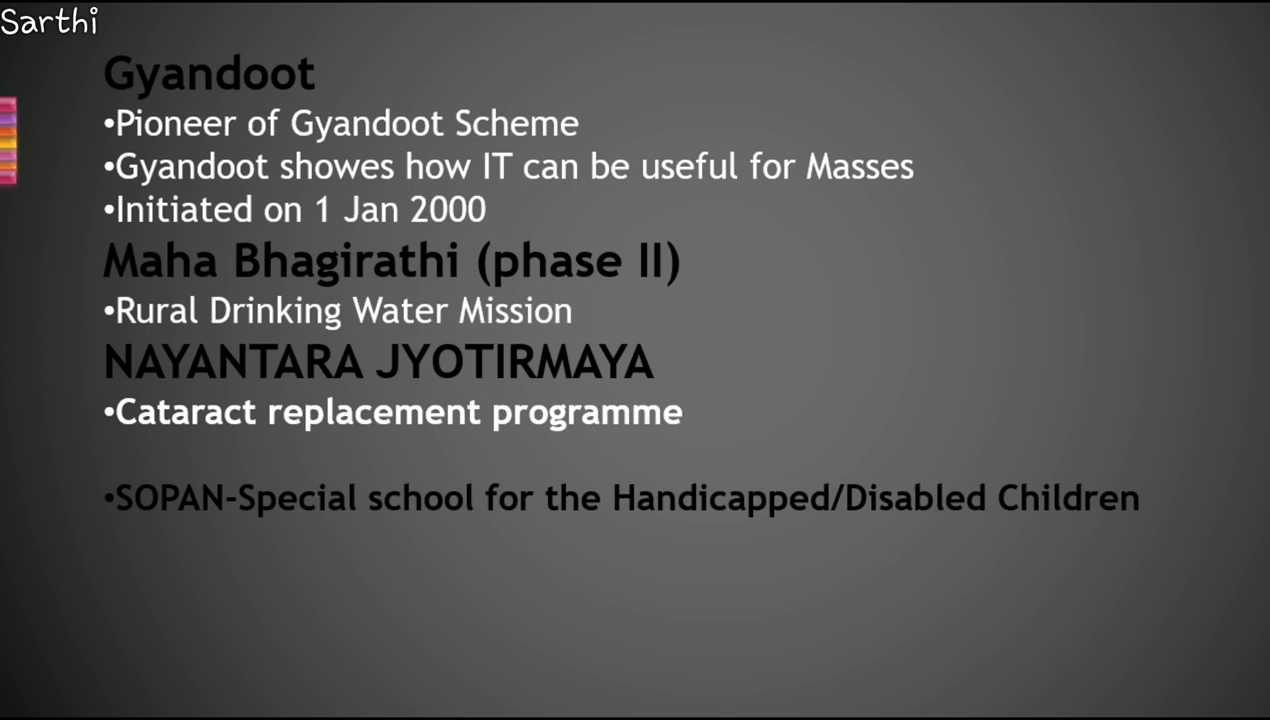 Sarthi
Gyandoot
•Pioneer of Gyandoot Scheme
•Gyandoot showes how IT can be useful for Masses
•Initiated on 1 Jan 2000
Maha Bhagirathi (phase II)
•Rural Drinking Water Mission
NAYANTARA JYOTIRMAYA
•Cataract replacement programme
•SOPAN-Special school for the Handicapped/Disabled Children